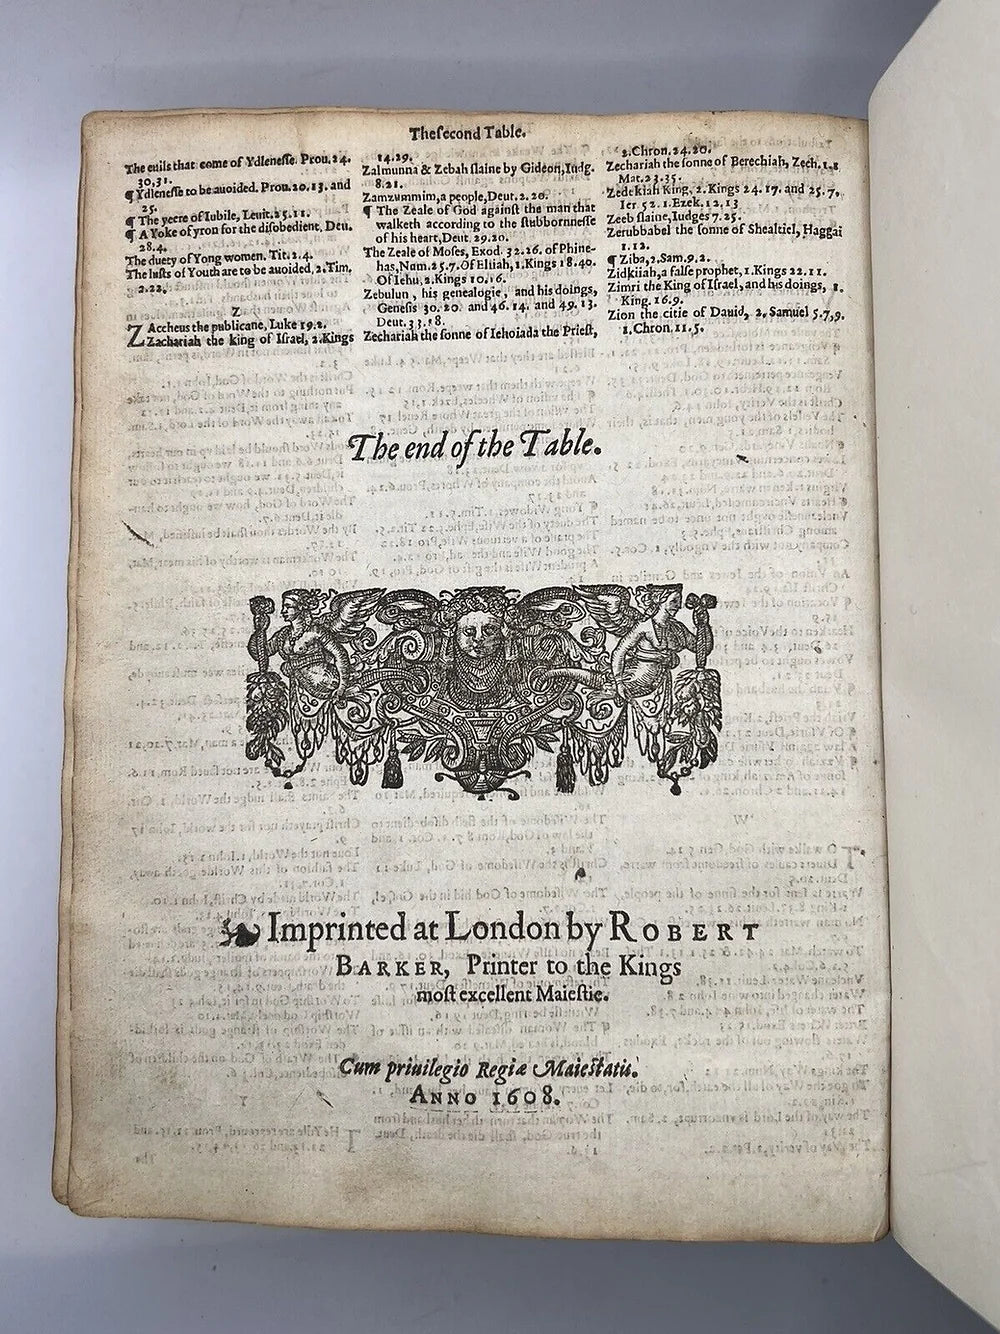 The second Table.
The euils that come of Ydlenesse. Prou. 24.
30,31.
¶ Ydlenesse to be auoided. Prou. 20. 13. and
25.
¶ The yeere of Iubile, Leuit. 25. 11.
¶ A Yoke of yron for the disobedient, Deu.
28.4.
The duety of Yong women. Tit. 2. 4.
The lusts of Youth are to be auoided, 2. Tim.
2.22.
Z
ZAccheus the publicane, Luke 19.2.
Zachariah the king of Israel, 2. Kings
14.29.
Zalmunna & Zebah slaine by Gideon, Iudg.
8.21.
Zamzummim, a people, Deut. 2. 20.
¶ The Zeale of God against the man that
walketh according to the stubbornnesse
of his heart, Deut. 29.20.
The Zeale of Moses, Exod. 32.26. of Phine-
has, Num. 25.7. Of Eliiah, 1. Kings 18.40.
Of Iehu, 2. Kings 10.16.
Zebulun, his genealogie, and his doings,
Genesis 30. 20. and 46. 14. and 49. 13.
Deut. 33.18.
Zechariah the sonne of Iehoiada the Priest,
2. Chron. 24. 20.
Zechariah the sonne of Berechiah, Zech. 1.1
Mat. 23.35.
Zedekiah King, 2. Kings 24. 17. and 25. 7.
Ier 52. 1. Ezek. 12. 13
Zeeb slaine, Iudges 7.25.
Zerubbabel the sonne of Shealtiel, Haggai
1.12.
¶ Ziba, 2. Sam. 9. 2.
Zidkiiah, a false prophet, 1. Kings 22.11.
Zimri the King of Israel, and his doings, 1.
King. 16.9.
Zion the citie of Dauid, 2. Samuel 5.7,9.
1. Chron. 11.5.
The end of the Table.
Imprinted at London by ROBERT
BARKER, Printer to the Kings
most excellent Maiestie.
Cum priuilegio Regiæ Maiestatis.
ANNO 1608.